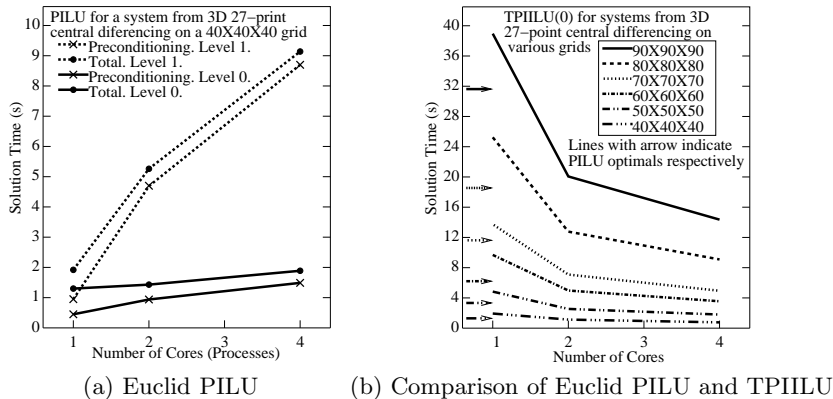 PILU for a system from 3D 27-print
central differencing on a 40X40X40 grid
Preconditioning. Level 1.
Total. Level 1.
Preconditioning. Level 0.
Total. Level 0.
10
9
8
7
6
5
4
3
2
1
0
Solution Time (s)
1 2 3 4
Number of Cores (Processes)
(a) Euclid PILU
TPIILU(0) for systems from 3D
27-point central differencing on
various grids
90X90X90
80X80X80
70X70X70
60X60X60
50X50X50
40X40X40
Lines with arrow indicate
PILU optimals respectively
40
36
32
28
24
20
16
12
8
4
0
Solution Time (s)
1 2 3 4
Number of Cores
(b) Comparison of Euclid PILU and TPIILU